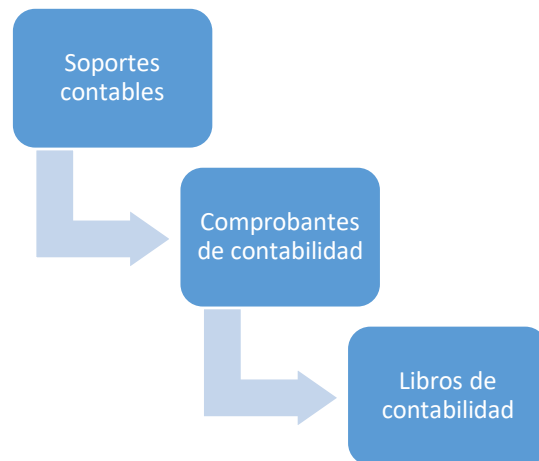 Soportes
contables
Comprobantes
de contabilidad
Libros de
contabilidad